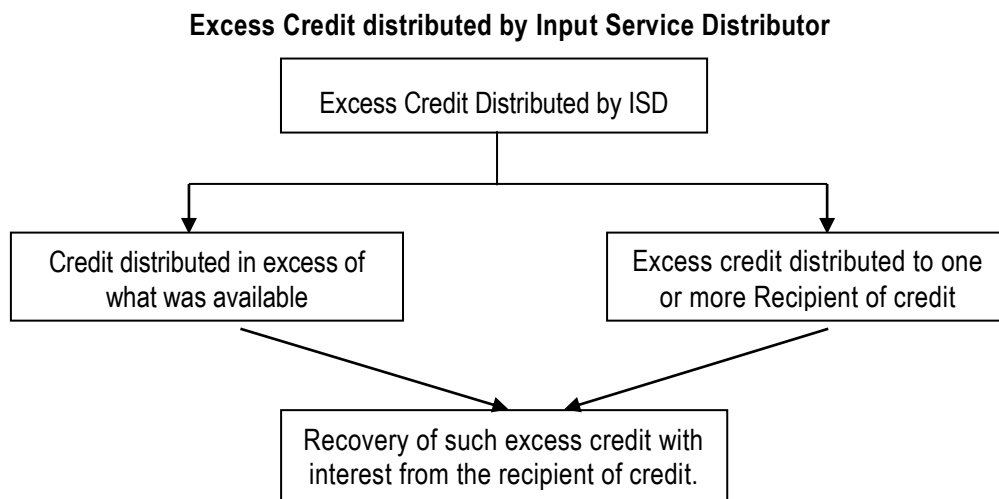 Excess Credit distributed by Input Service Distributor
Excess Credit Distributed by ISD
Credit distributed in excess of
what was available
Excess credit distributed to one
or more Recipient of credit
Recovery of such excess credit with
interest from the recipient of credit.